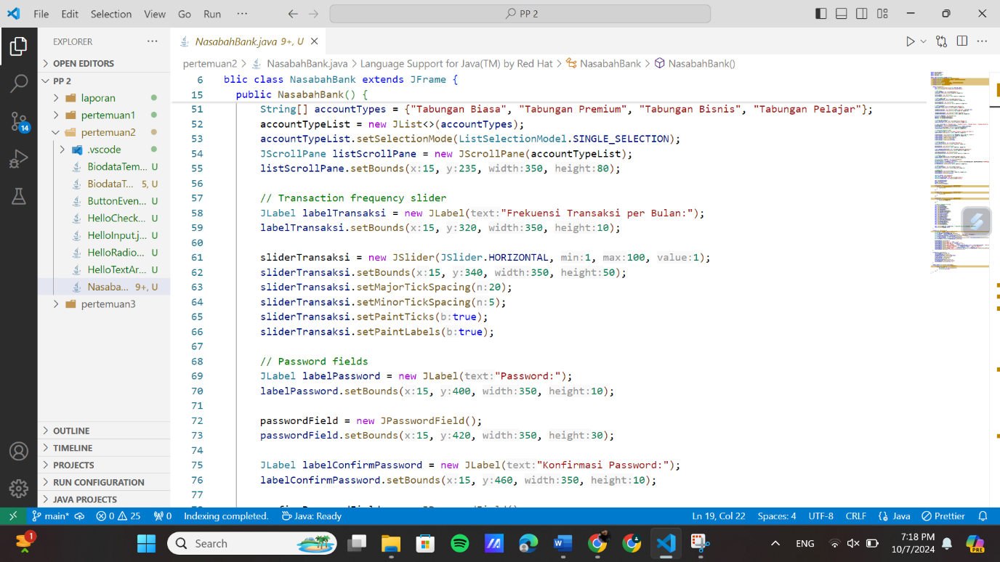 File Edit Selection View Go Run ···
PP 2
EXPLORER ···
OPEN EDITORS
PP 2
laporan
pertemuan1
pertemuan2
.vscode
BiodataTem... U
BiodataT... 5, U
ButtonEven... U
HelloCheck... U
HelloInput.j... U
HelloRadio... U
HelloTextAr... U
Nasaba... 9+, U
pertemuan3
OUTLINE
TIMELINE
PROJECTS
RUN CONFIGURATION
JAVA PROJECTS
14
NasabahBank.java 9+, U
pertemuan2 > NasabahBank.java > Language Support for Java(TM) by Red Hat > NasabahBank > NasabahBank()
6 blic class NasabahBank extends JFrame {
15 public NasabahBank() {
51 String[] accountTypes = {"Tabungan Biasa", "Tabungan Premium", "Tabungan Bisnis", "Tabungan Pelajar"};
52 accountTypeList = new JList<>(accountTypes);
53 accountTypeList.setSelectionMode(ListSelectionModel.SINGLE_SELECTION);
54 JScrollPane listScrollPane = new JScrollPane(accountTypeList);
55 listScrollPane.setBounds(x:15, y:235, width:350, height:80);
56
57 // Transaction frequency slider
58 JLabel labelTransaksi = new JLabel(text:"Frekuensi Transaksi per Bulan:");
59 labelTransaksi.setBounds(x:15, y:320, width:350, height:10);
60
61 sliderTransaksi = new JSlider(JSlider.HORIZONTAL, min:1, max:100, value:1);
62 sliderTransaksi.setBounds(x:15, y:340, width:350, height:50);
63 sliderTransaksi.setMajorTickSpacing(n:20);
64 sliderTransaksi.setMinorTickSpacing(n:5);
65 sliderTransaksi.setPaintTicks(b:true);
66 sliderTransaksi.setPaintLabels(b:true);
67
68 // Password fields
69 JLabel labelPassword = new JLabel(text:"Password:");
70 labelPassword.setBounds(x:15, y:400, width:350, height:10);
71
72 passwordField = new JPasswordField();
73 passwordField.setBounds(x:15, y:420, width:350, height:30);
74
75 JLabel labelConfirmPassword = new JLabel(text:"Konfirmasi Password:");
76 labelConfirmPassword.setBounds(x:15, y:460, width:350, height:10);
77
main* 0 25 0 Indexing completed. Java: Ready Ln 19, Col 22 Spaces: 4 UTF-8 CRLF {} Java Prettier
1 Search ENG 7:18 PM
10/7/2024
PRE